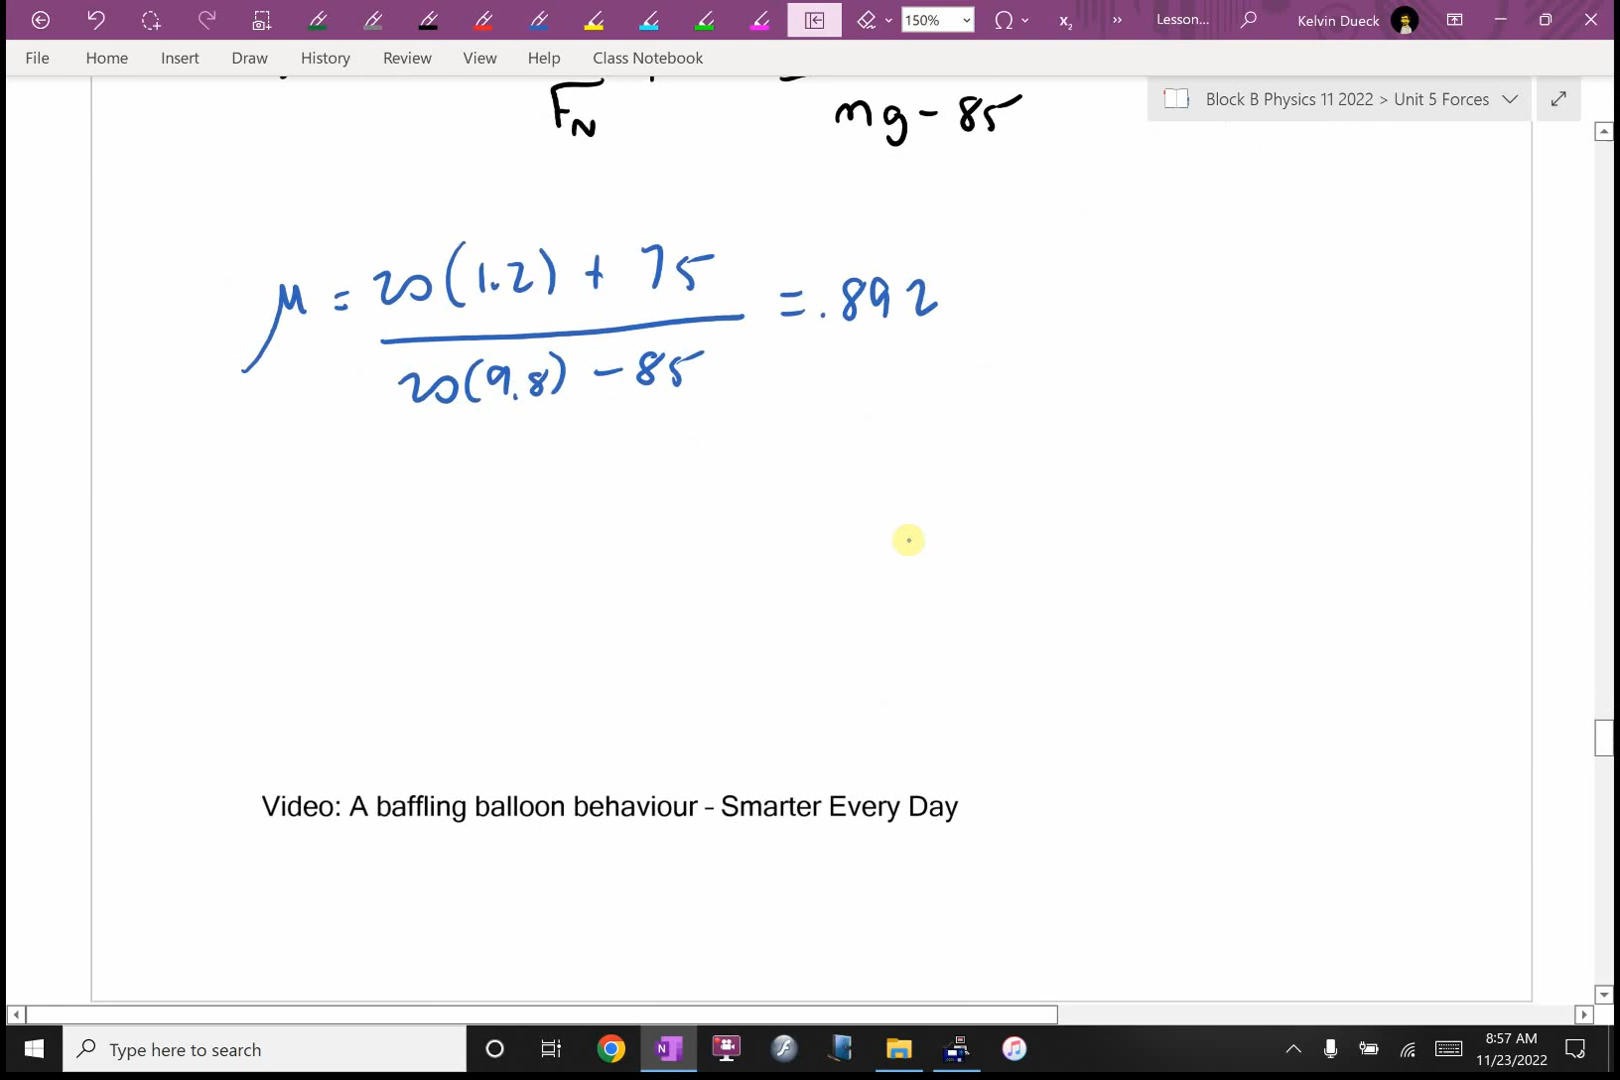 150% Lesson... Kelvin Dueck
File Home Insert Draw History Review View Help Class Notebook
Block B Physics 11 2022 > Unit 5 Forces
F_N mg - 85
μ = 20(1.2) + 75 / 20(9.8) - 85 = .892
Video: A baffling balloon behaviour - Smarter Every Day
Type here to search
8:57 AM
11/23/2022